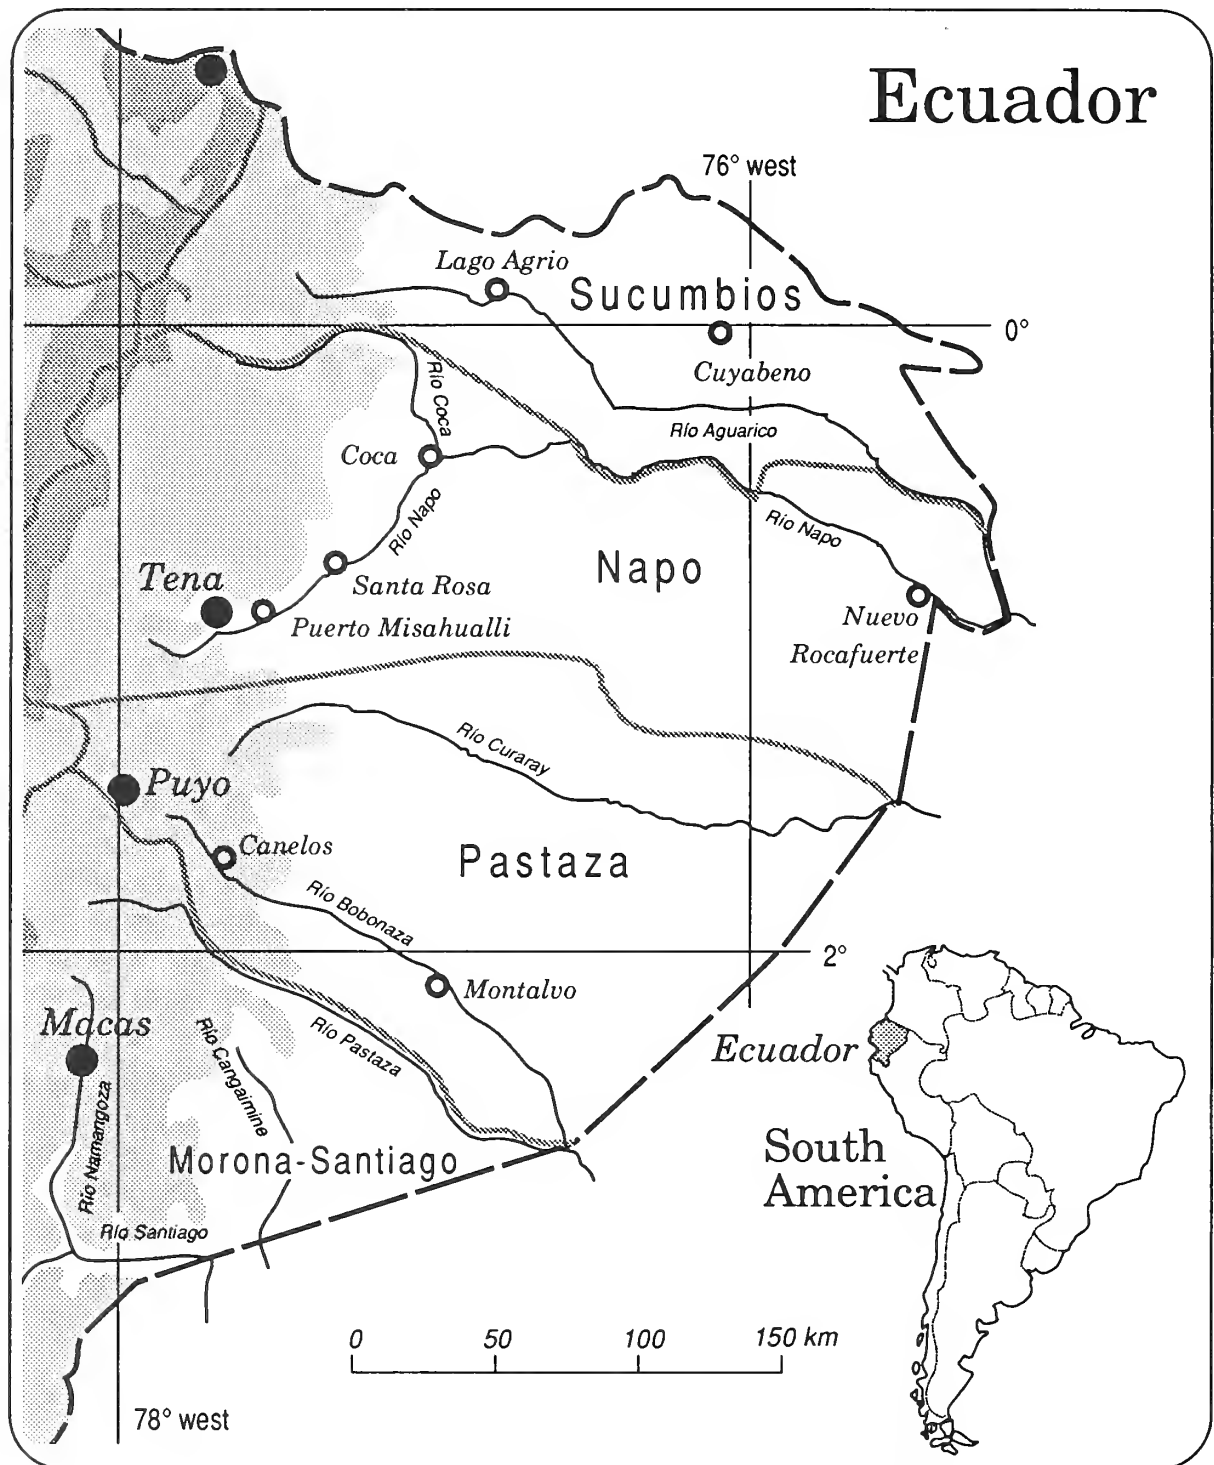 Ecuador
76° west
Lago Agrio
Sucumbios
0°
Cuyabeno
Río Coca
Río Aguarico
Coca
Río Napo
Río Napo
Napo
Tena
Santa Rosa
Puerto Misahualli
Nuevo
Rocafuerte
Río Curaray
Puyo
Canelos
Pastaza
Río Bobonaza
2°
Montalvo
Macas
Río Pastaza
Río Cangaimine
Ecuador
Río Namangoza
Morona-Santiago
South
America
Río Santiago
0 50 100 150 km
78° west